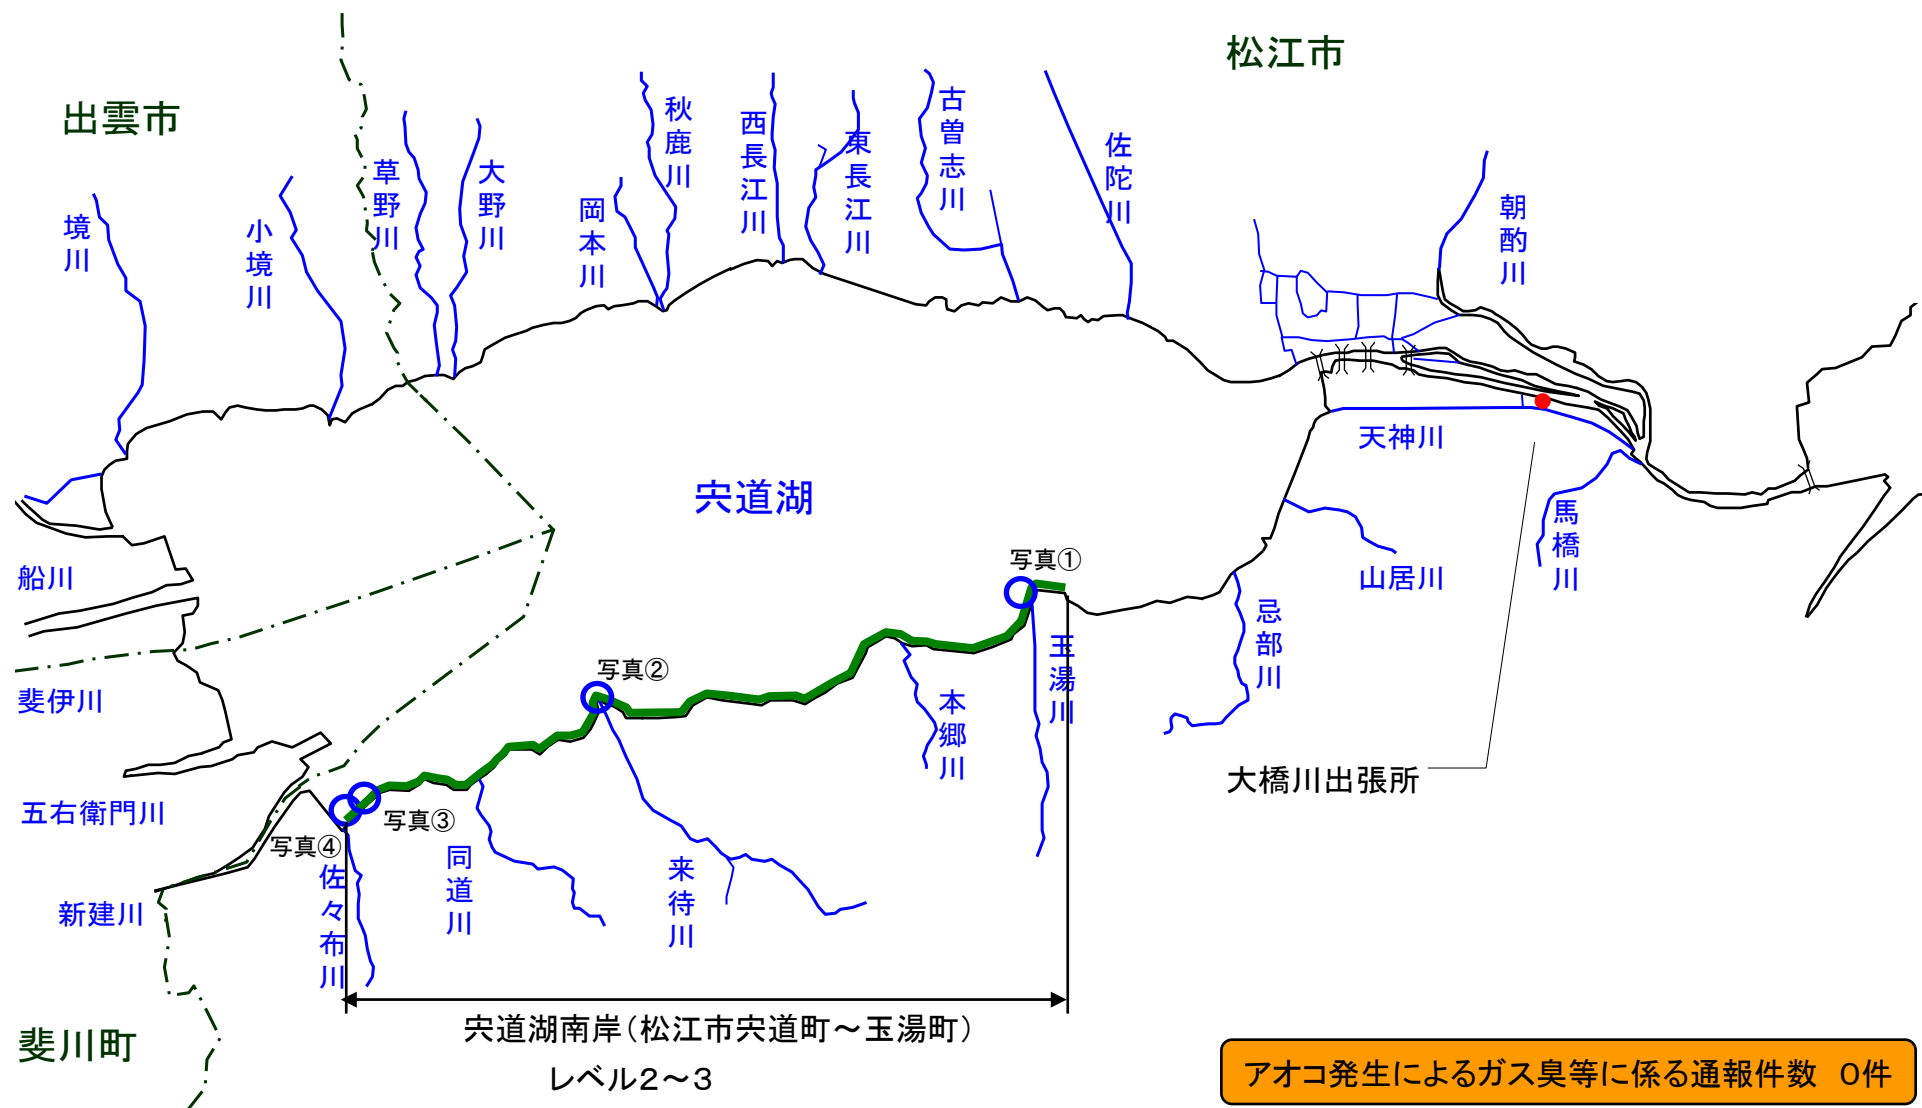 松江市
出雲市
境川
小境川
草野川
大野川
岡本川
秋鹿川
西長江川
東長江川
古曽志川
佐陀川
朝酌川
天神川
宍道湖
馬橋川
山居川
忌部川
写真①
玉湯川
写真②
本郷川
船川
斐伊川
五右衛門川
写真③
写真④
佐々布川
同道川
来待川
新建川
大橋川出張所
斐川町
宍道湖南岸（松江市宍道町～玉湯町）
レベル2～3
アオコ発生によるガス臭等に係る通報件数　0件